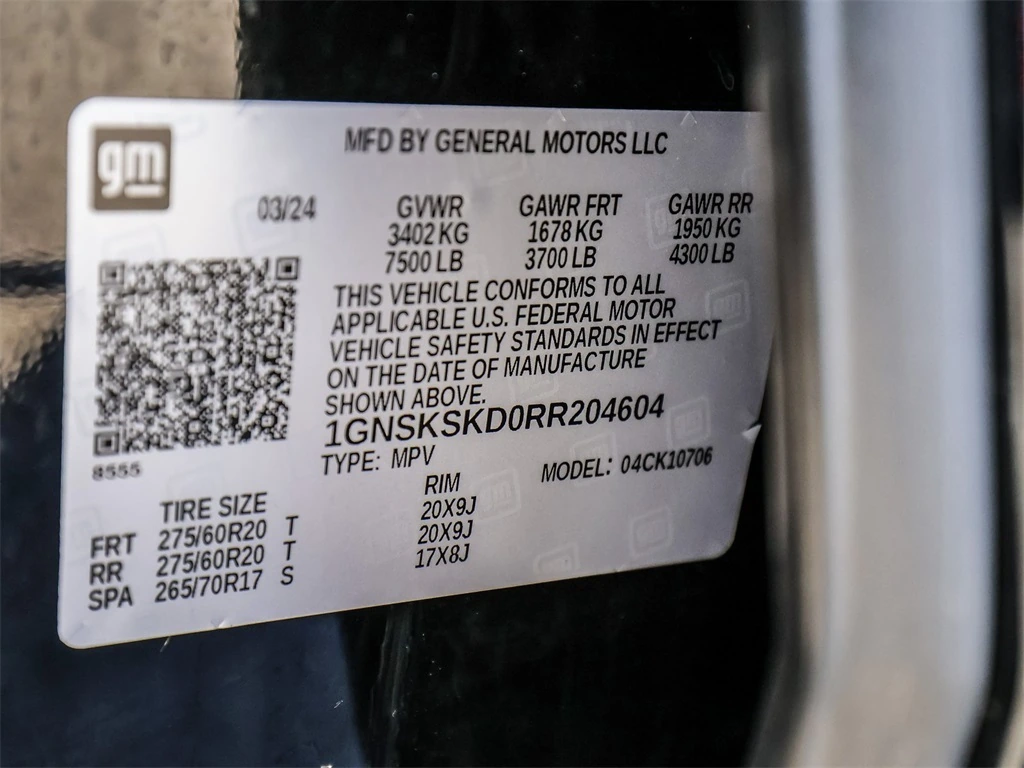 gm
MFD BY GENERAL MOTORS LLC
03/24 GVWR GAWR FRT GAWR RR
3402 KG 1678 KG 1950 KG
7500 LB 3700 LB 4300 LB
THIS VEHICLE CONFORMS TO ALL
APPLICABLE U.S. FEDERAL MOTOR
VEHICLE SAFETY STANDARDS IN EFFECT
ON THE DATE OF MANUFACTURE
SHOWN ABOVE.
1GNSKSKD0RR204604
8555
TYPE: MPV MODEL: 04CK10706
TIRE SIZE RIM
FRT 275/60R20 T 20X9J
RR 275/60R20 T 20X9J
SPA 265/70R17 S 17X8J